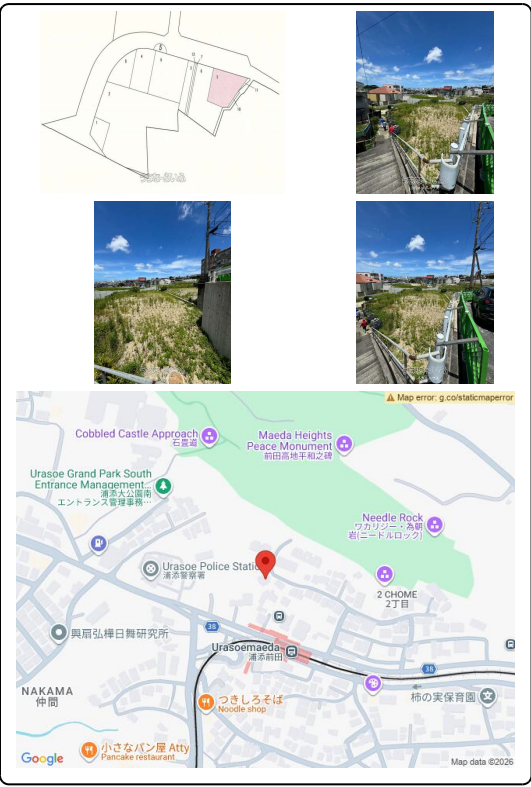 Map error: g.co/staticmaperror
Cobbled Castle Approach
石畳道
Maeda Heights
Peace Monument
前田高地平和之碑
Urasoe Grand Park South
Entrance Management...
浦添大公園南
エントランス管理事務…
Needle Rock
ワカリジー・為朝
岩(ニードルロック)
Urasoe Police Stati
浦添警察署
2 CHOME
2丁目
38
興扇弘樺日舞研究所
Urasoemaeda
浦添前田
38
NAKAMA
仲間
つきしろそば
Noodle shop
柿の実保育園
小さなパン屋 Atty
Pancake restaurant
Google
Map data ©2026